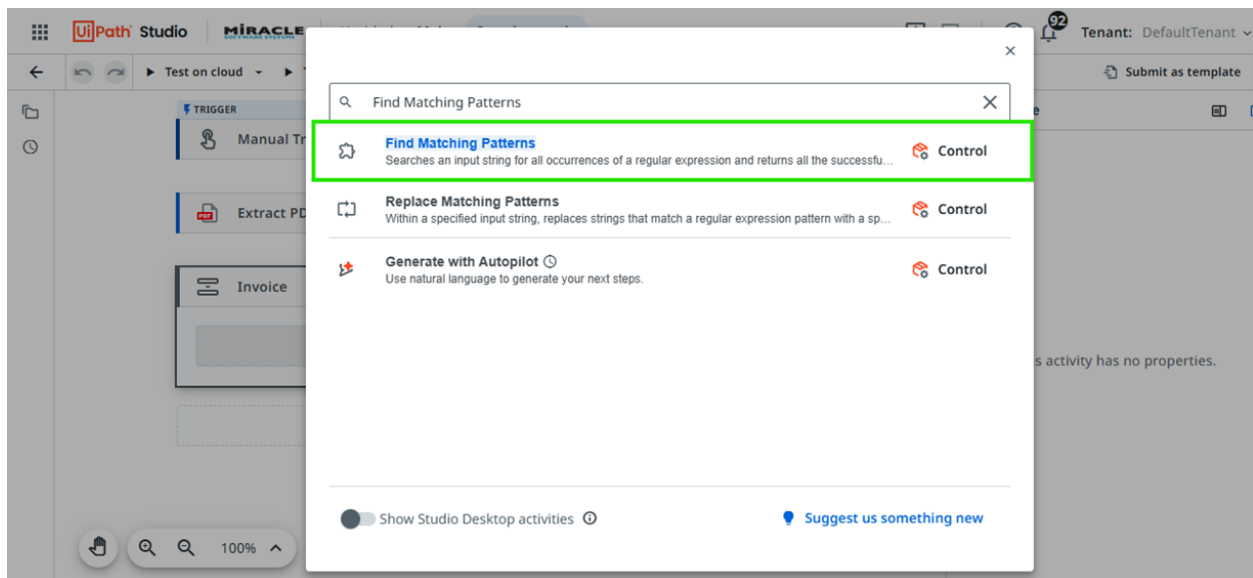 UiPath Studio
MIRACLE
SOFTWARE SYSTEMS
92
Tenant: DefaultTenant
Test on cloud
Submit as template
Find Matching Patterns
TRIGGER
Manual Tr
Find Matching Patterns
Searches an input string for all occurrences of a regular expression and returns all the successfu...
Control
Extract PD
Replace Matching Patterns
Within a specified input string, replaces strings that match a regular expression pattern with a sp...
Control
Generate with Autopilot
Use natural language to generate your next steps.
Control
Invoice
s activity has no properties.
Show Studio Desktop activities
Suggest us something new
100%